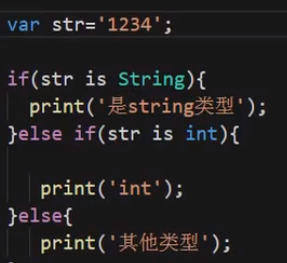 var str='1234';
if(str is String){
print('是string类型');
}else if(str is int){
print('int');
}else{
print('其他类型');